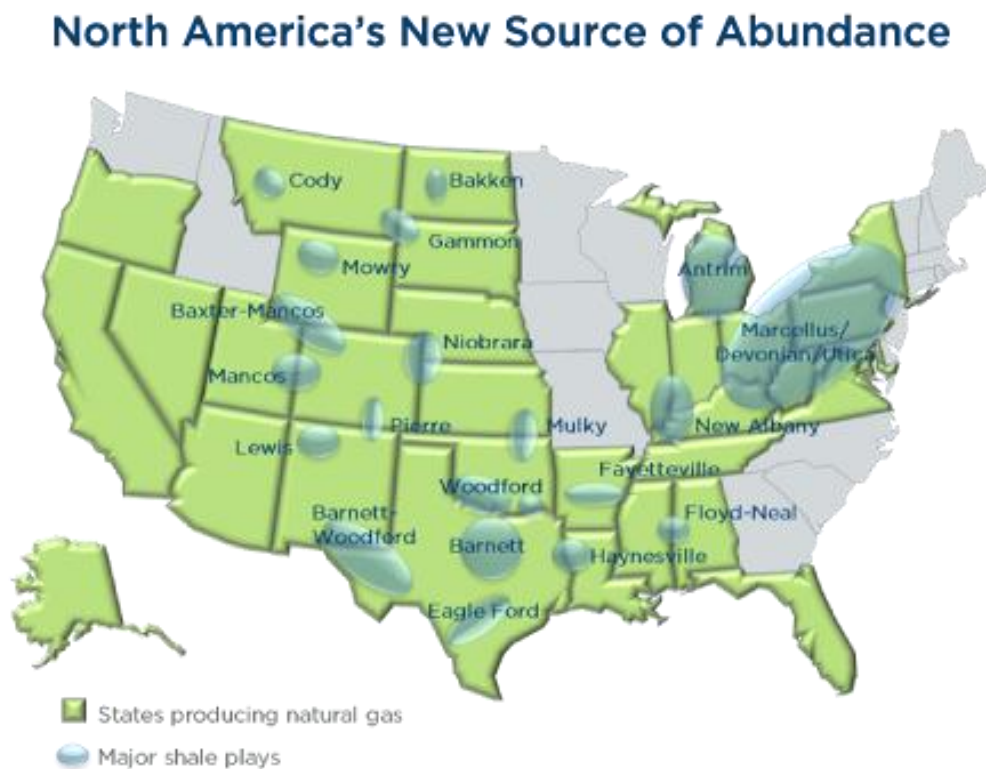 North America's New Source of Abundance
Cody
Bakken
Gammon
Mowry
Antrim
Baxter-Mancos
Niobrara
Marcellus/
Devonian/Utica
Mancos
Pierre
Mulky
New Albany
Lewis
Fayetteville
Woodford
Barnett-
Woodford
Floyd-Neal
Barnett
Haynesville
Eagle Ford
States producing natural gas
Major shale plays